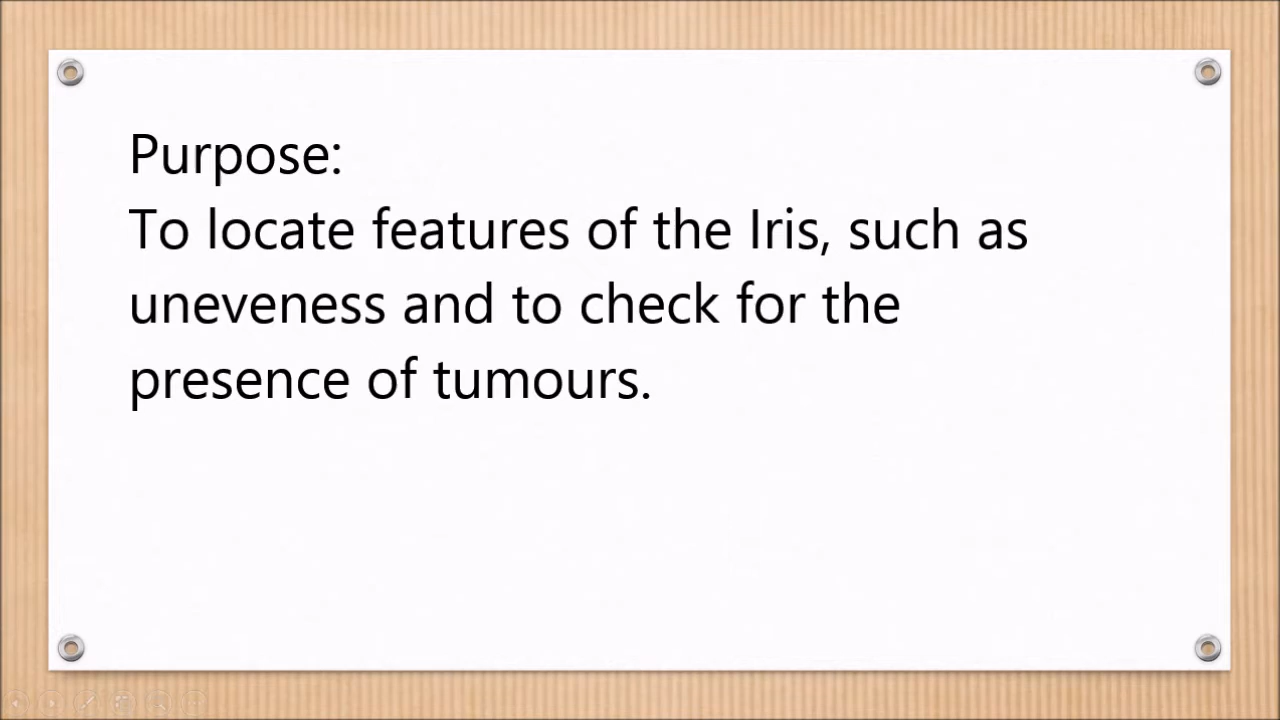 Purpose:
To locate features of the Iris, such as
uneveness and to check for the
presence of tumours.